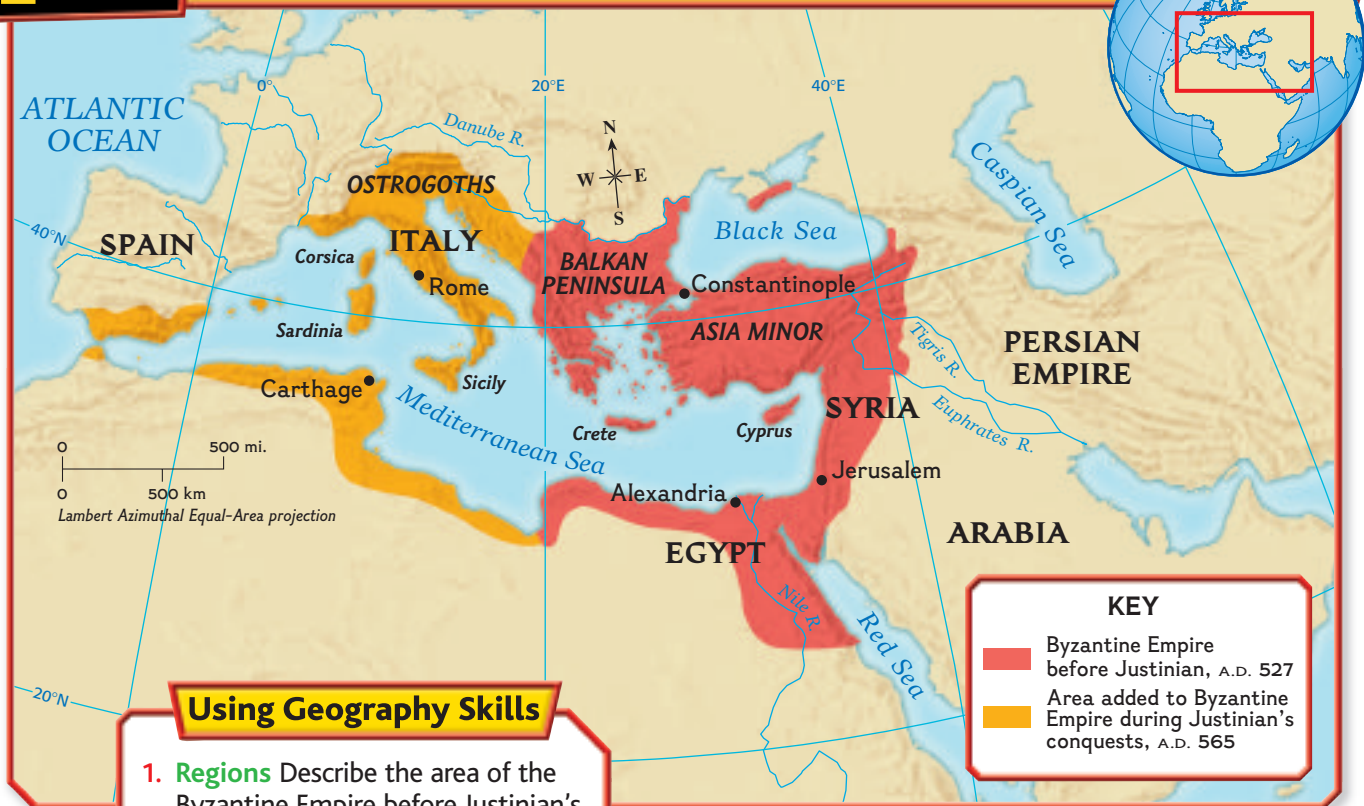 0°
20°E
40°E
ATLANTIC
OCEAN
Danube R.
N
W E
S
Caspian Sea
OSTROGOTHS
40°N
SPAIN
Corsica
ITALY
Black Sea
BALKAN
PENINSULA
Rome
Constantinople
Sardinia
ASIA MINOR
Tigris R.
PERSIAN
EMPIRE
Carthage
Sicily
Mediterranean Sea
SYRIA
Euphrates R.
Crete
Cyprus
0 500 mi.
0 500 km
Lambert Azimuthal Equal-Area projection
Jerusalem
Alexandria
ARABIA
EGYPT
Nile R.
Red Sea
20°N
KEY
Byzantine Empire
before Justinian, A.D. 527
Area added to Byzantine
Empire during Justinian's
conquests, A.D. 565
Using Geography Skills
1. Regions Describe the area of the
Byzantine Empire before Justinian's